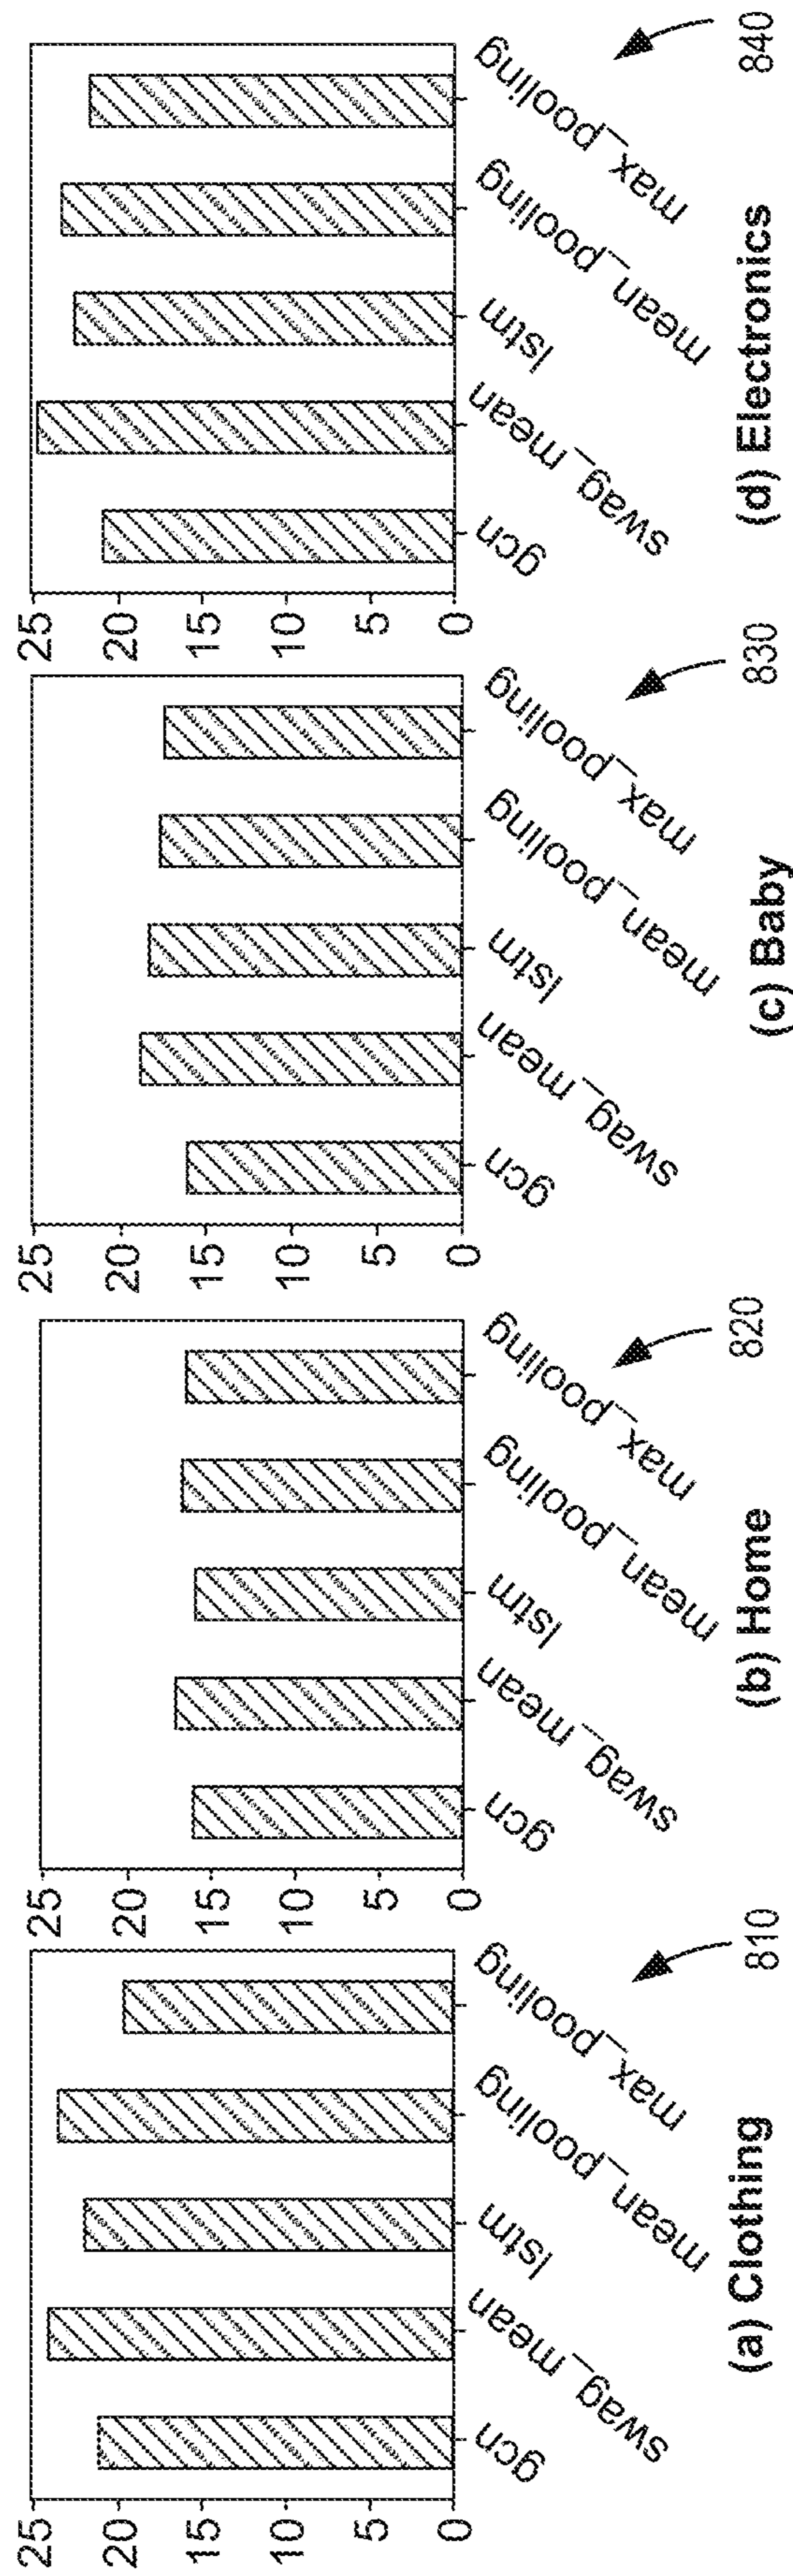 25
20
15
10
5
0
gcn
swag_mean
lstm
mean_pooling
max_pooling
810
(a) Clothing
25
20
15
10
5
0
gcn
swag_mean
lstm
mean_pooling
max_pooling
820
(b) Home
25
20
15
10
5
0
gcn
swag_mean
lstm
mean_pooling
max_pooling
830
(c) Baby
25
20
15
10
5
0
gcn
swag_mean
lstm
mean_pooling
max_pooling
840
(d) Electronics